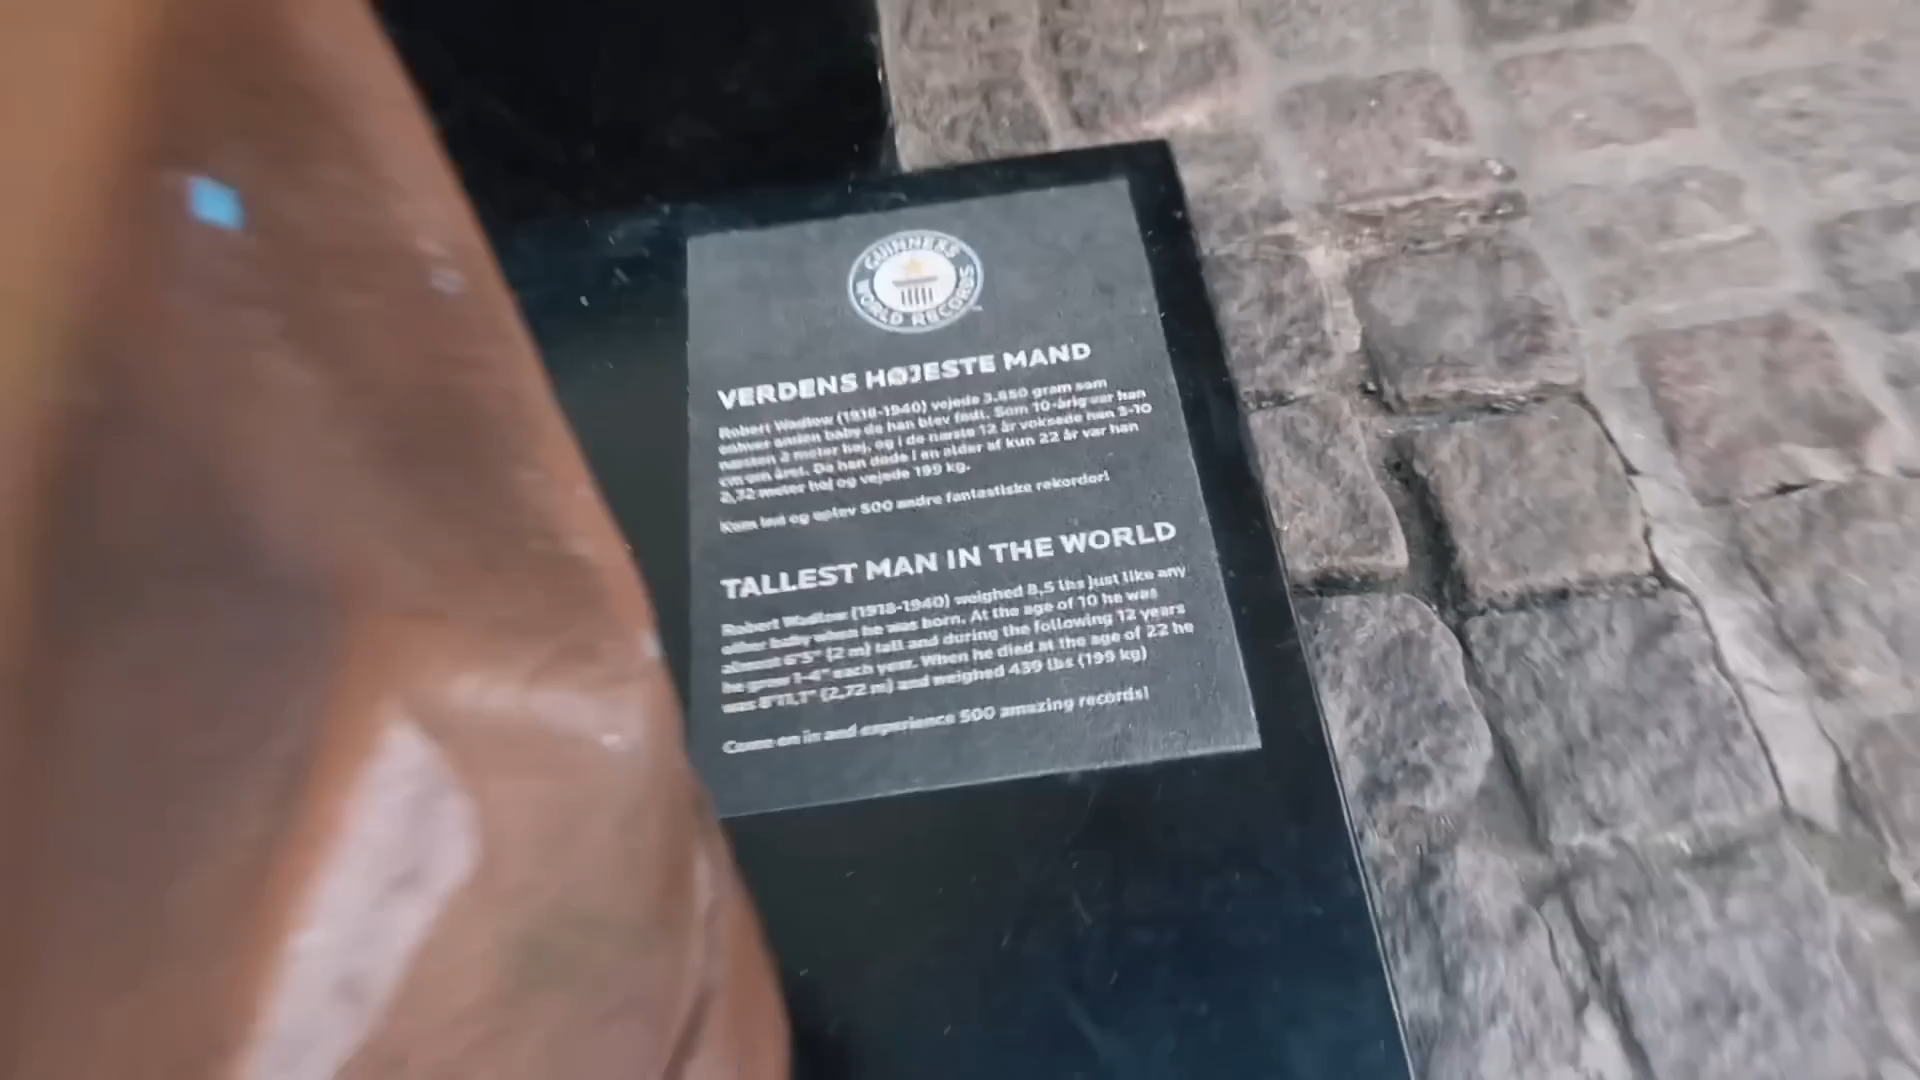 GUINNESS
WORLD RECORDS
VERDENS HØJESTE MAND
Robert Wadlow (1918-1940) vejede 3.850 gram som
enhver anden baby da han blev født. Som 10-årig var han
næsten 2 meter høj, og i de næste 12 år voksede han 3-10
cm om året. Da han døde i en alder af kun 22 år var han
2,72 meter høj og vejede 199 kg.
Kom ind og oplev 500 andre fantastiske rekorder!
TALLEST MAN IN THE WORLD
Robert Wadlow (1918-1940) weighed 8,5 lbs just like any
other baby when he was born. At the age of 10 he was
almost 6'5" (2 m) tall and during the following 12 years
he grew 1-4" each year. When he died at the age of 22 he
was 8'11,1" (2,72 m) and weighed 439 lbs (199 kg)
Come on in and experience 500 amazing records!